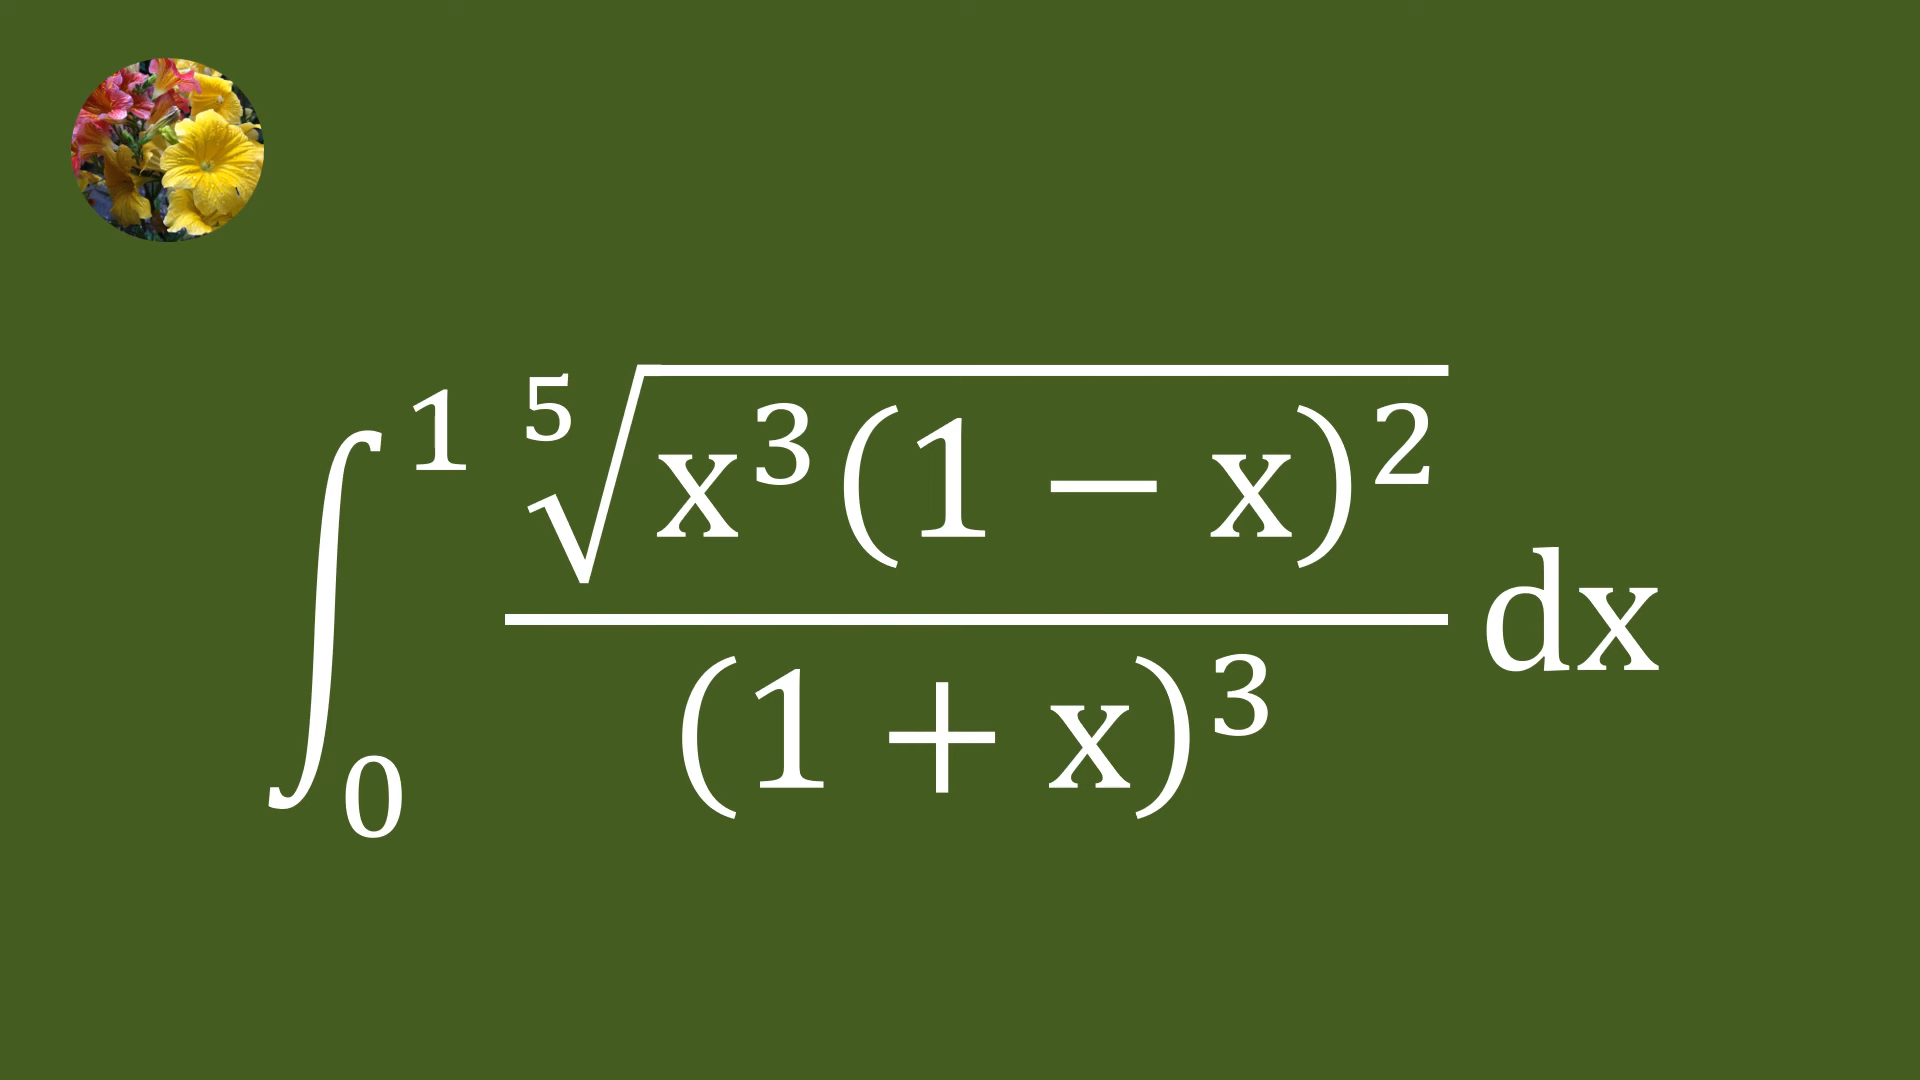 ∫₀¹ ⁵√(x³(1 − x)²) / (1 + x)³ dx